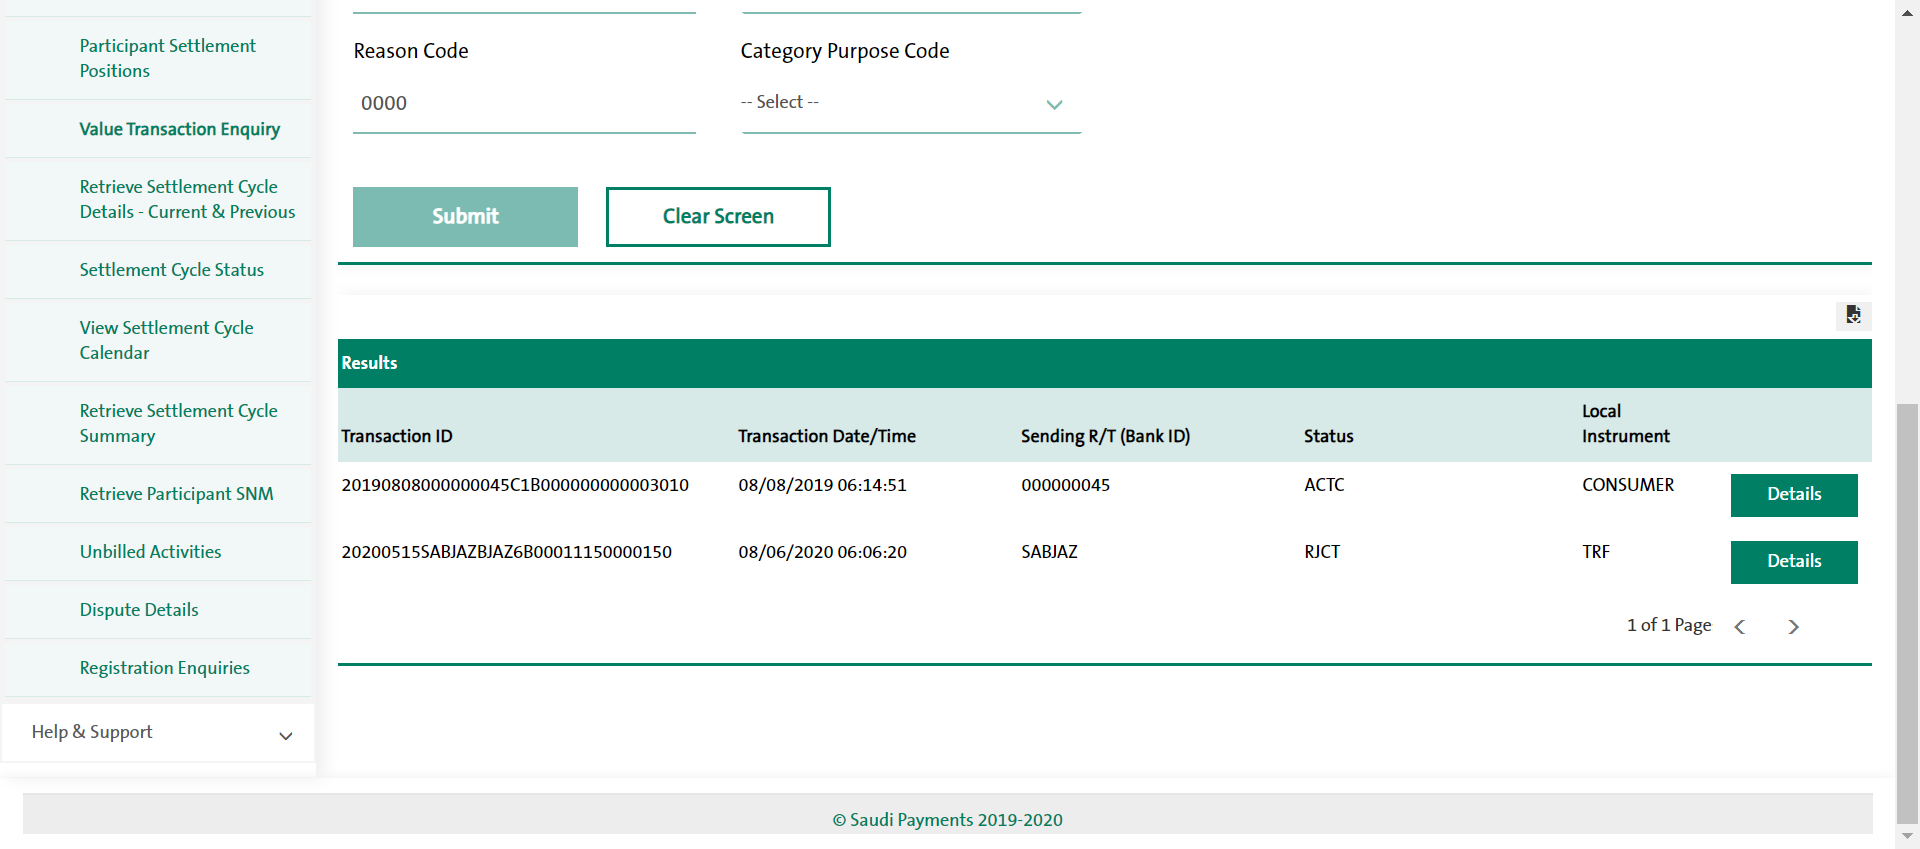 Participant Settlement
Positions
Value Transaction Enquiry
Retrieve Settlement Cycle
Details - Current & Previous
Settlement Cycle Status
View Settlement Cycle
Calendar
Retrieve Settlement Cycle
Summary
Retrieve Participant SNM
Unbilled Activities
Dispute Details
Registration Enquiries
Help & Support
Reason Code
Category Purpose Code
0000
-- Select --
Submit
Clear Screen
Results
Transaction ID
Transaction Date/Time
Sending R/T (Bank ID)
Status
Local
Instrument
20190808000000045C1B000000000003010
08/08/2019 06:14:51
000000045
ACTC
CONSUMER
Details
20200515SABJAZBJAZ6B00011150000150
08/06/2020 06:06:20
SABJAZ
RJCT
TRF
Details
1 of 1 Page
© Saudi Payments 2019-2020